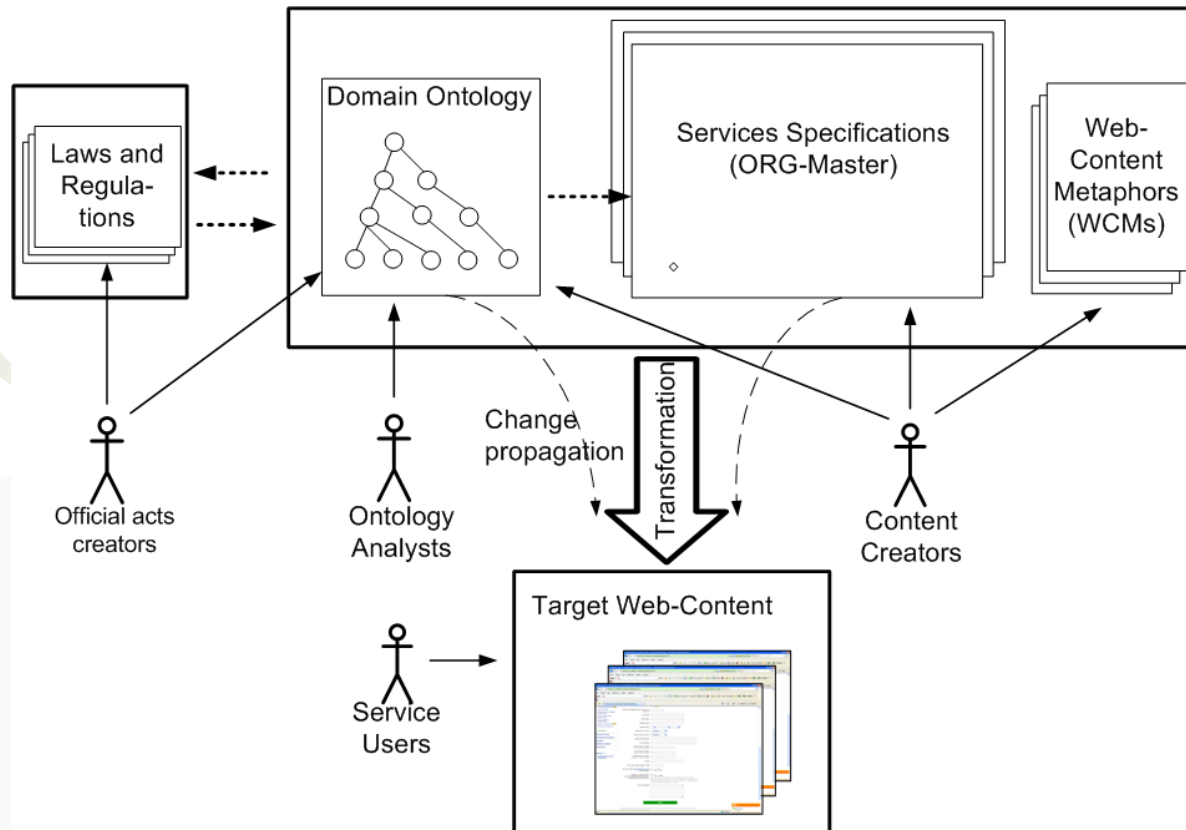 Domain Ontology
Services Specifications
(ORG-Master)
Web-
Content
Metaphors
(WCMs)
Laws and
Regula-
tions
Change
propagation
Transformation
Official acts
creators
Ontology
Analysts
Content
Creators
Target Web-Content
Service
Users